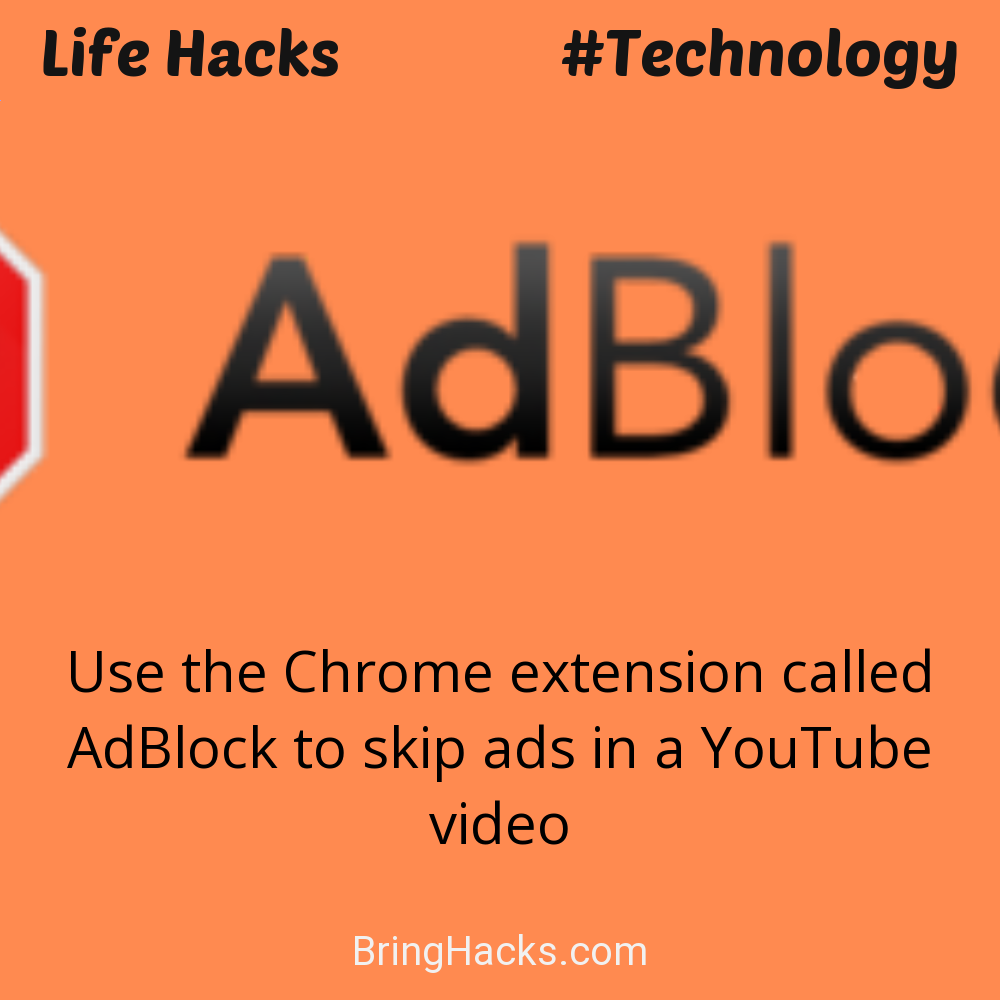 Life Hacks #Technology
AdBloc
Use the Chrome extension called
AdBlock to skip ads in a YouTube
video
BringHacks.com